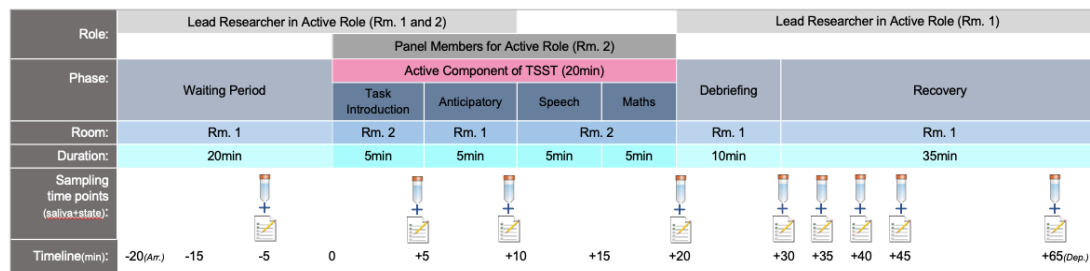 Role:
Lead Researcher in Active Role (Rm. 1 and 2)
Lead Researcher in Active Role (Rm. 1)
Panel Members for Active Role (Rm. 2)
Phase:
Waiting Period
Active Component of TSST (20min)
Task
Introduction
Anticipatory
Speech
Maths
Debriefing
Recovery
Room:
Rm. 1
Rm. 2
Rm. 1
Rm. 2
Rm. 1
Rm. 1
Duration:
20min
5min
5min
5min
5min
10min
35min
Sampling
time points
(saliva+state):
+ + + + + + + + +
Timeline(min): -20(Arr.) -15 -5 0 +5 +10 +15 +20 +30 +35 +40 +45 +65(Dep.)